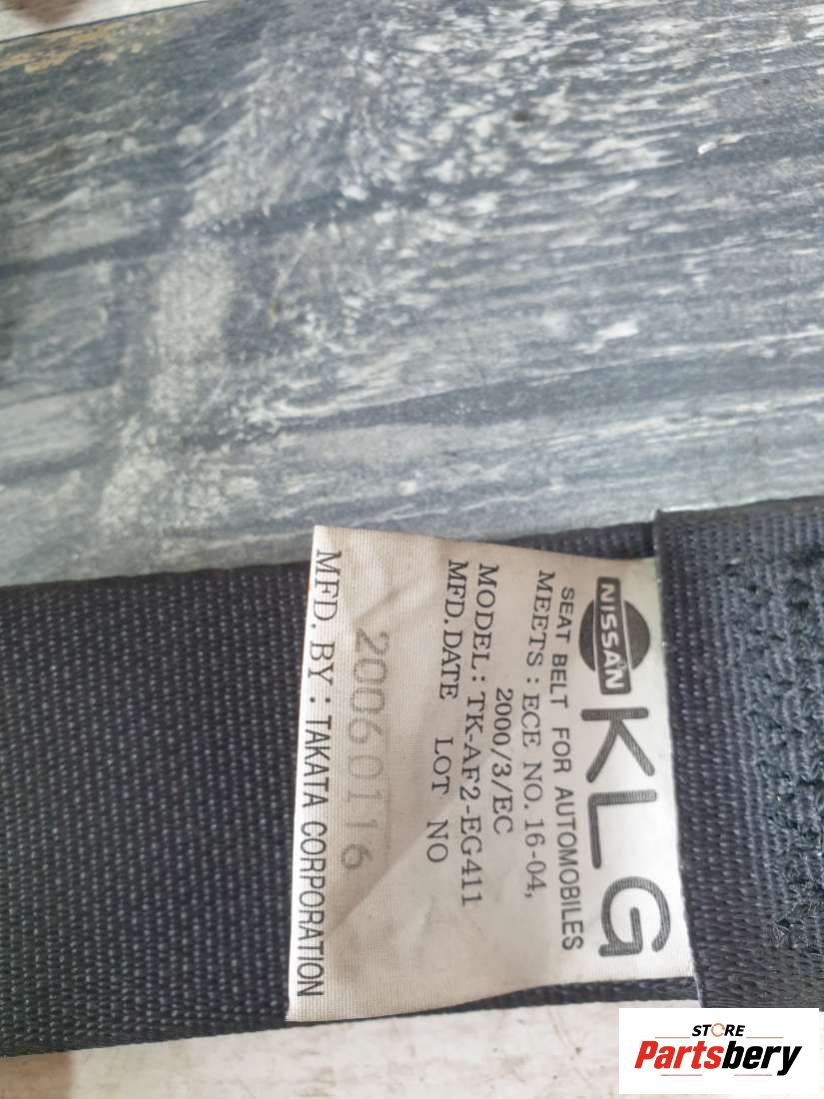 NISSAN KLG
SEAT BELT FOR AUTOMOBILES
MEETS : ECE NO. 16-04,
2000/3/EC
MODEL : TK-AF2-EG411
MFD. DATE LOT NO
20060116
MFD. BY : TAKATA CORPORATION
STORE
Partsbery